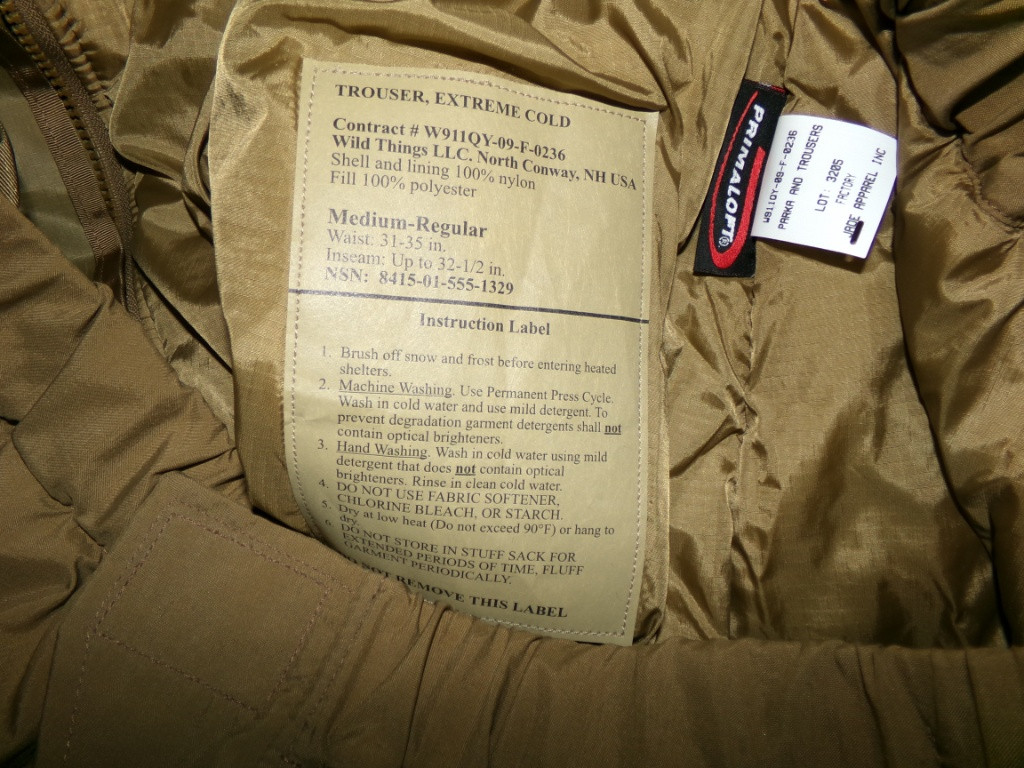 TROUSER, EXTREME COLD
Contract # W911QY-09-F-0236
Wild Things LLC. North Conway, NH USA
Shell and lining 100% nylon
Fill 100% polyester
Medium-Regular
Waist: 31-35 in.
Inseam: Up to 32-1/2 in.
NSN: 8415-01-555-1329
Instruction Label
1. Brush off snow and frost before entering heated
shelters.
2. Machine Washing. Use Permanent Press Cycle.
Wash in cold water and use mild detergent. To
prevent degradation garment detergents shall not
contain optical brighteners.
3. Hand Washing. Wash in cold water using mild
detergent that does not contain optical
brighteners. Rinse in clean cold water.
4. DO NOT USE FABRIC SOFTENER,
CHLORINE BLEACH, OR STARCH.
5. Dry at low heat (Do not exceed 90°F) or hang to
dry.
6. DO NOT STORE IN STUFF SACK FOR
EXTENDED PERIODS OF TIME, FLUFF
GARMENT PERIODICALLY.
NOT REMOVE THIS LABEL
PRIMALOFT®
W911QY-09-F-0236
PARKA AND TROUSERS
LOT: 3205
FACTORY
JADE APPAREL INC